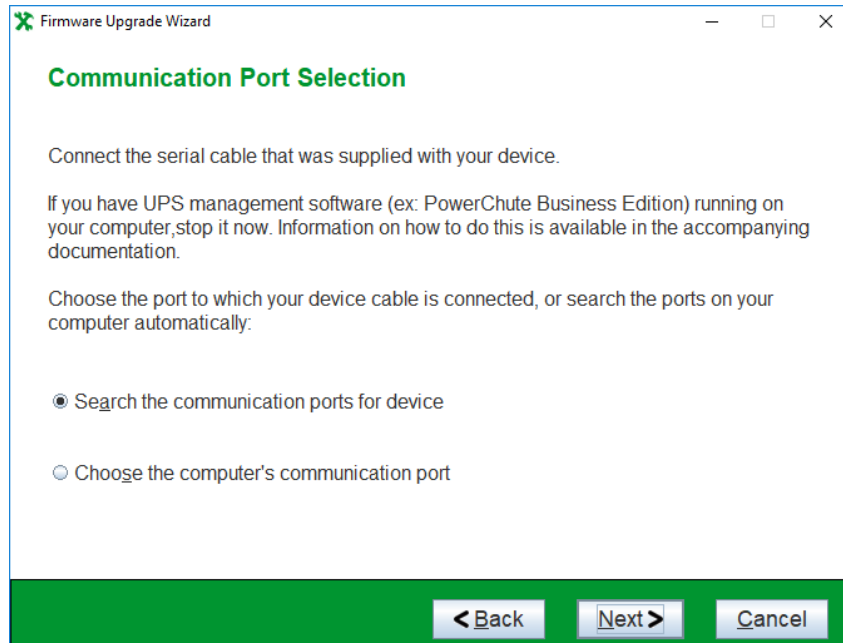 Firmware Upgrade Wizard
Communication Port Selection
Connect the serial cable that was supplied with your device.
If you have UPS management software (ex: PowerChute Business Edition) running on
your computer,stop it now. Information on how to do this is available in the accompanying
documentation.
Choose the port to which your device cable is connected, or search the ports on your
computer automatically:
Search the communication ports for device
Choose the computer's communication port
< Back Next > Cancel